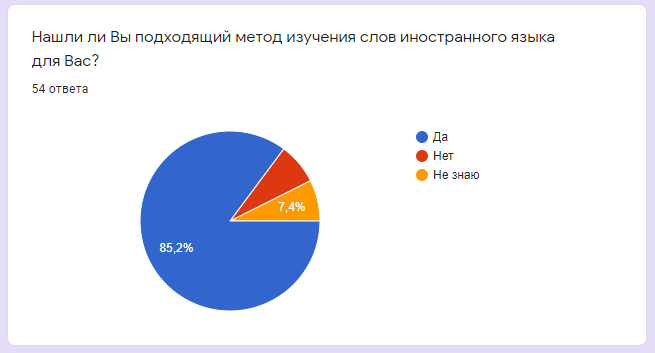 Нашли ли Вы подходящий метод изучения слов иностранного языка
для Вас?
54 ответа
Да
Нет
Не знаю
7,4%
85,2%